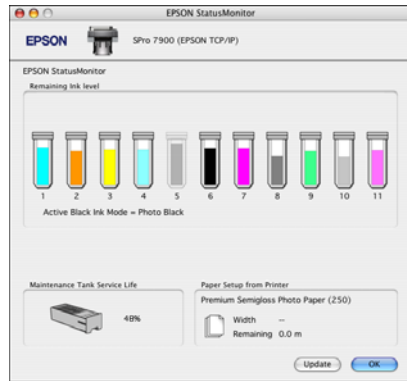 EPSON StatusMonitor
EPSON
SPro 7900 (EPSON TCP/IP)
EPSON StatusMonitor
Remaining Ink level
1 2 3 4 5 6 7 8 9 10 11
Active Black Ink Mode = Photo Black
Maintenance Tank Service Life
48%
Paper Setup from Printer
Premium Semigloss Photo Paper (250)
Width --
Remaining 0.0 m
Update OK